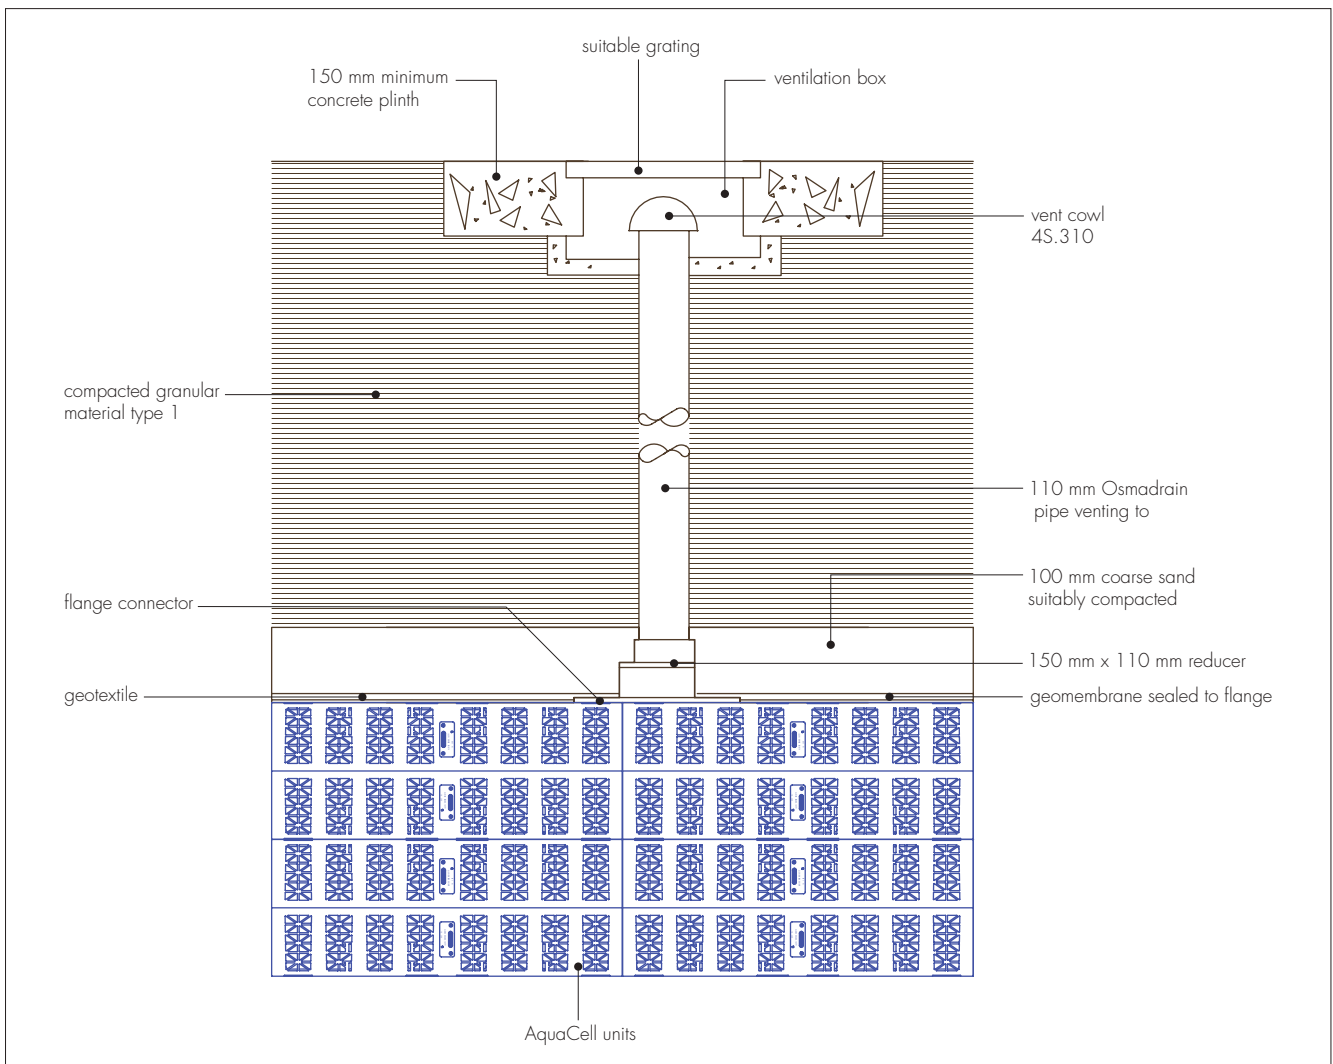 suitable grating
150 mm minimum
concrete plinth
ventilation box
vent cowl
4S.310
compacted granular
material type 1
110 mm Osmadrain
pipe venting to
100 mm coarse sand
suitably compacted
flange connector
150 mm x 110 mm reducer
geotextile
geomembrane sealed to flange
AquaCell units